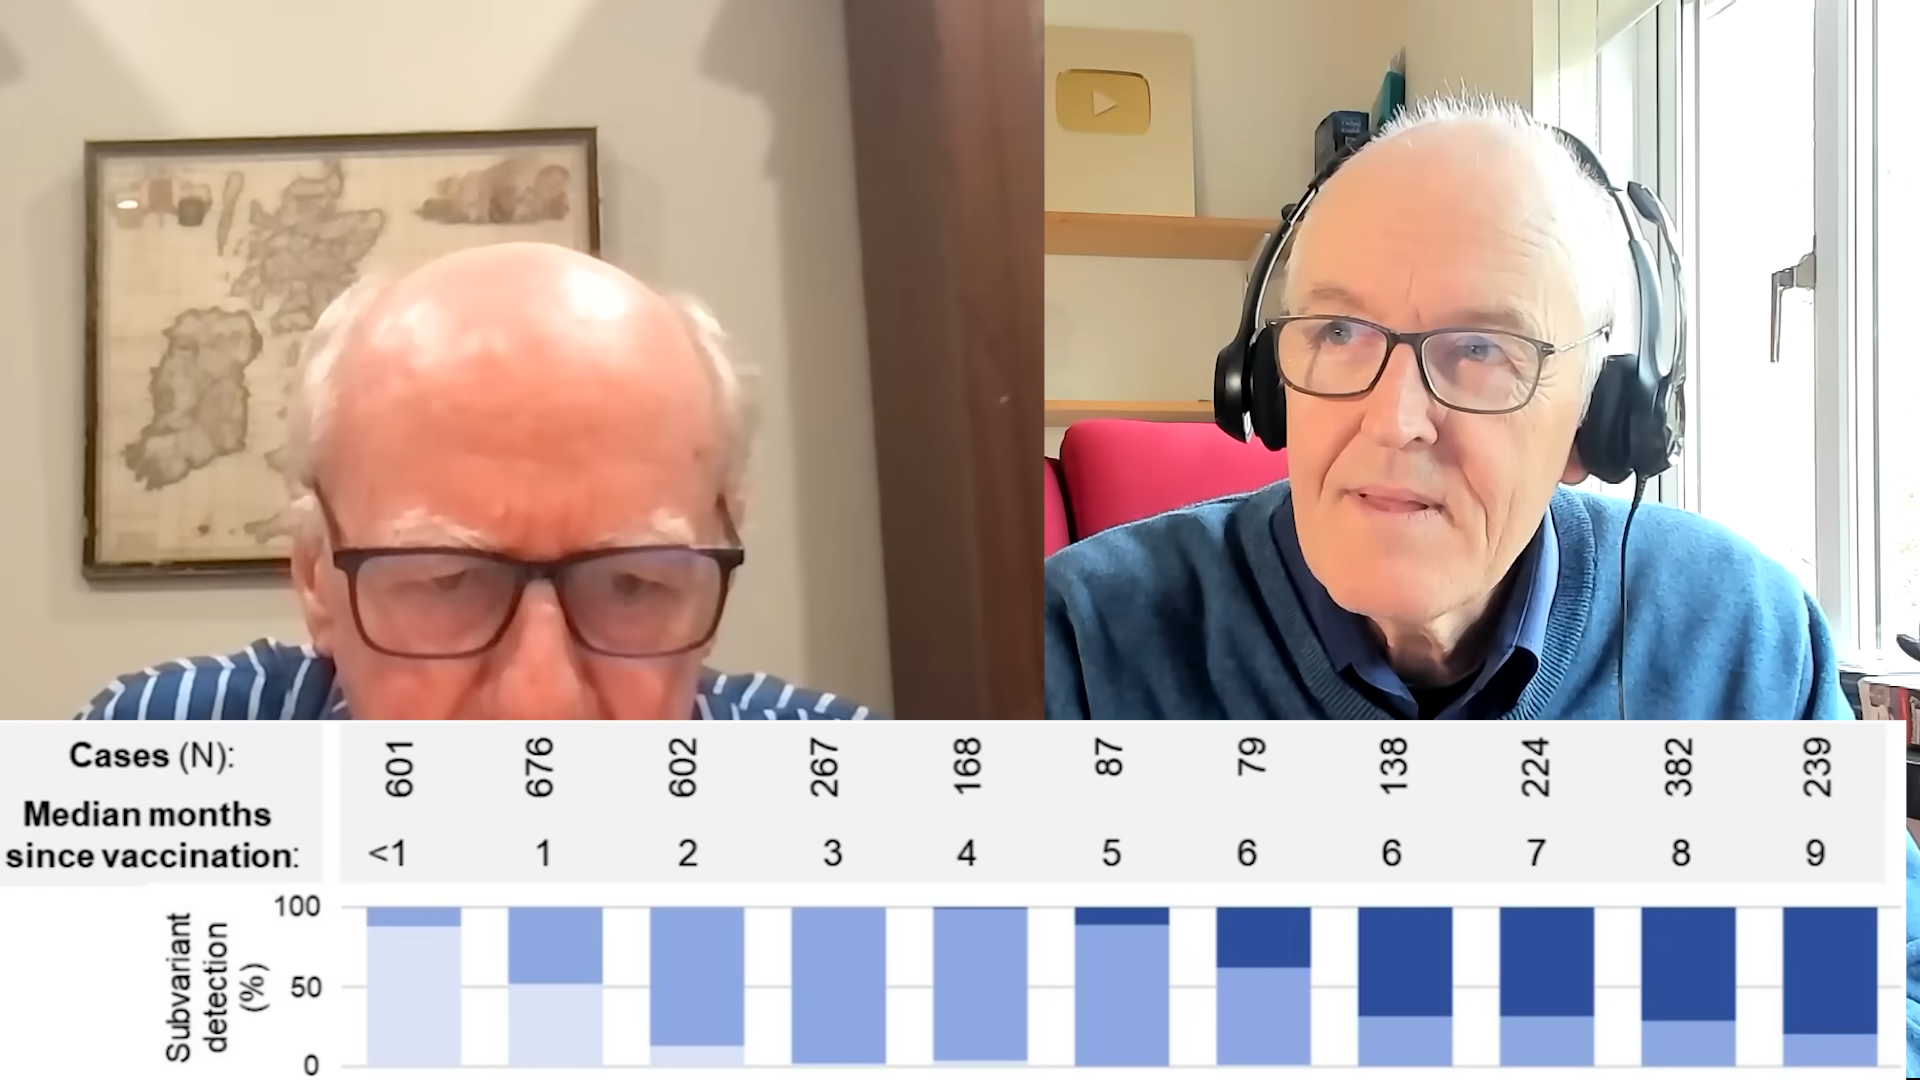 Cases (N): 601 676 602 267 168 87 79 138 224 382 239
Median months
since vaccination: <1 1 2 3 4 5 6 6 7 8 9
Subvariant
detection
(%)
100
50
0